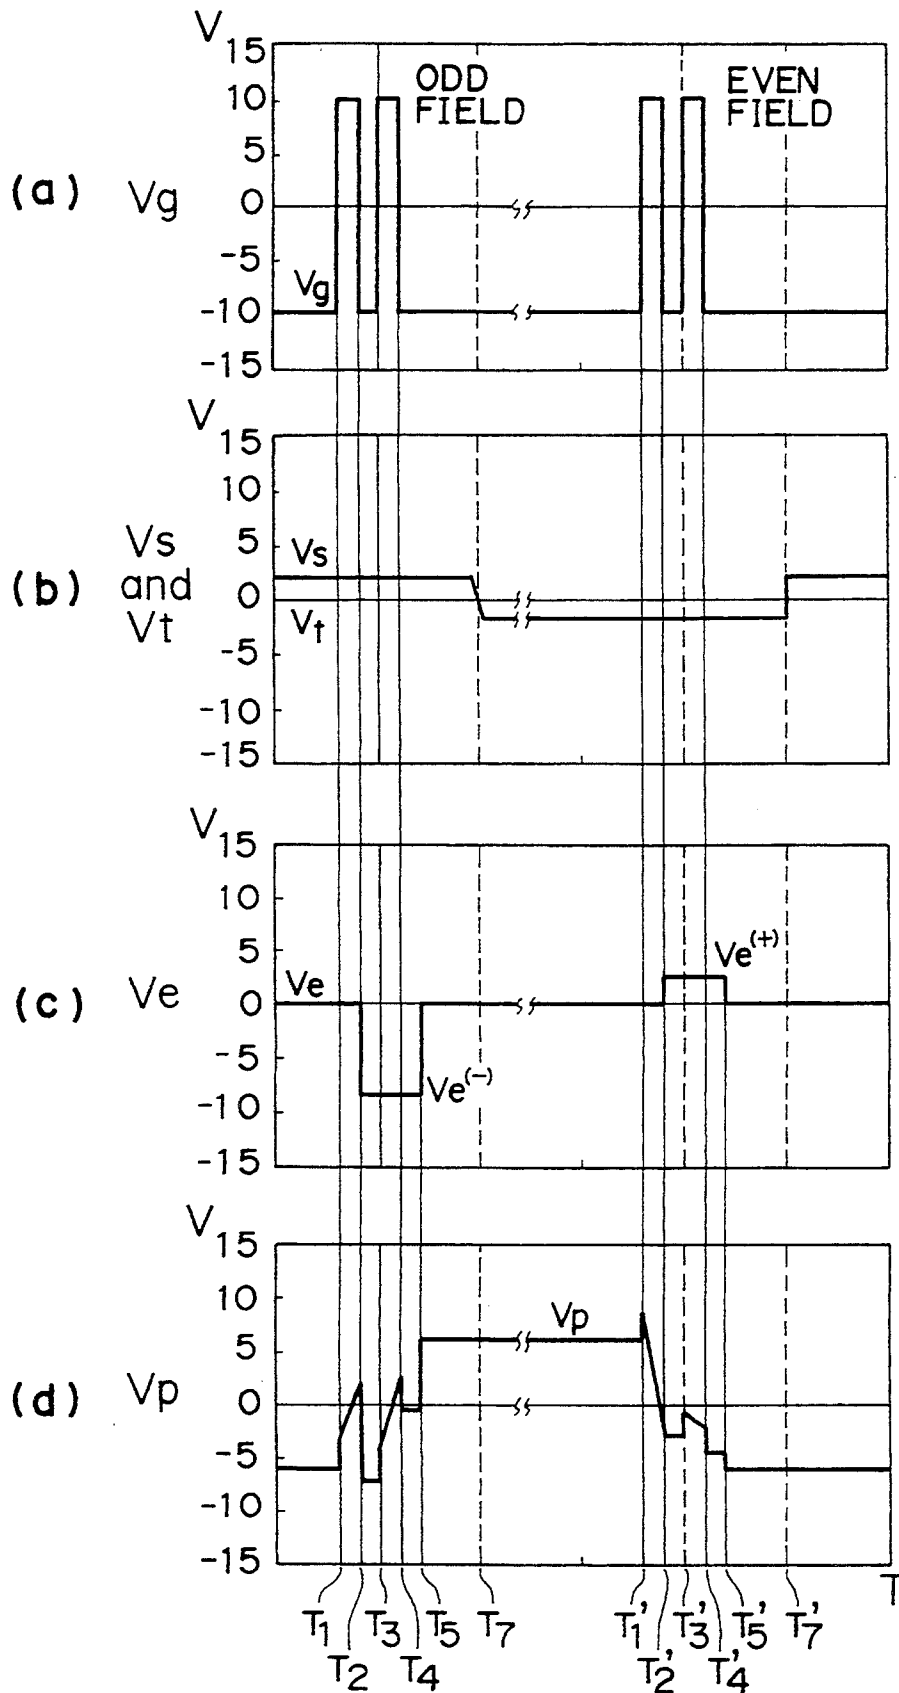 V
15
10
5
0
-5
-10
-15
(a) Vg
Vg
ODD
FIELD
EVEN
FIELD
V
15
10
5
0
-5
-10
-15
(b) Vs
and
Vt
Vs
Vt
V
15
10
5
0
-5
-10
-15
(c) Ve
Ve
Ve(-)
Ve(+)
V
15
10
5
0
-5
-10
-15
(d) Vp
Vp
T
T1 T3 T5 T7 T1' T3' T5' T7'
T2 T4 T2' T4'